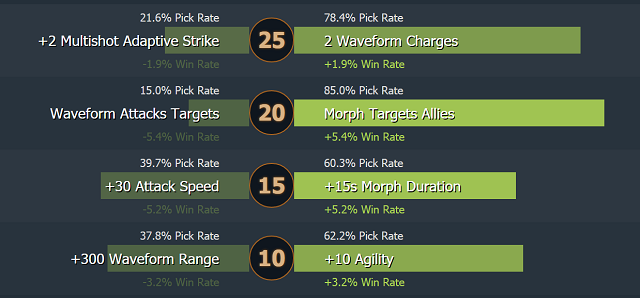 21.6% Pick Rate 78.4% Pick Rate
+2 Multishot Adaptive Strike 25 2 Waveform Charges
-1.9% Win Rate +1.9% Win Rate
15.0% Pick Rate 85.0% Pick Rate
Waveform Attacks Targets 20 Morph Targets Allies
-5.4% Win Rate +5.4% Win Rate
39.7% Pick Rate 60.3% Pick Rate
+30 Attack Speed 15 +15s Morph Duration
-5.2% Win Rate +5.2% Win Rate
37.8% Pick Rate 62.2% Pick Rate
+300 Waveform Range 10 +10 Agility
-3.2% Win Rate +3.2% Win Rate